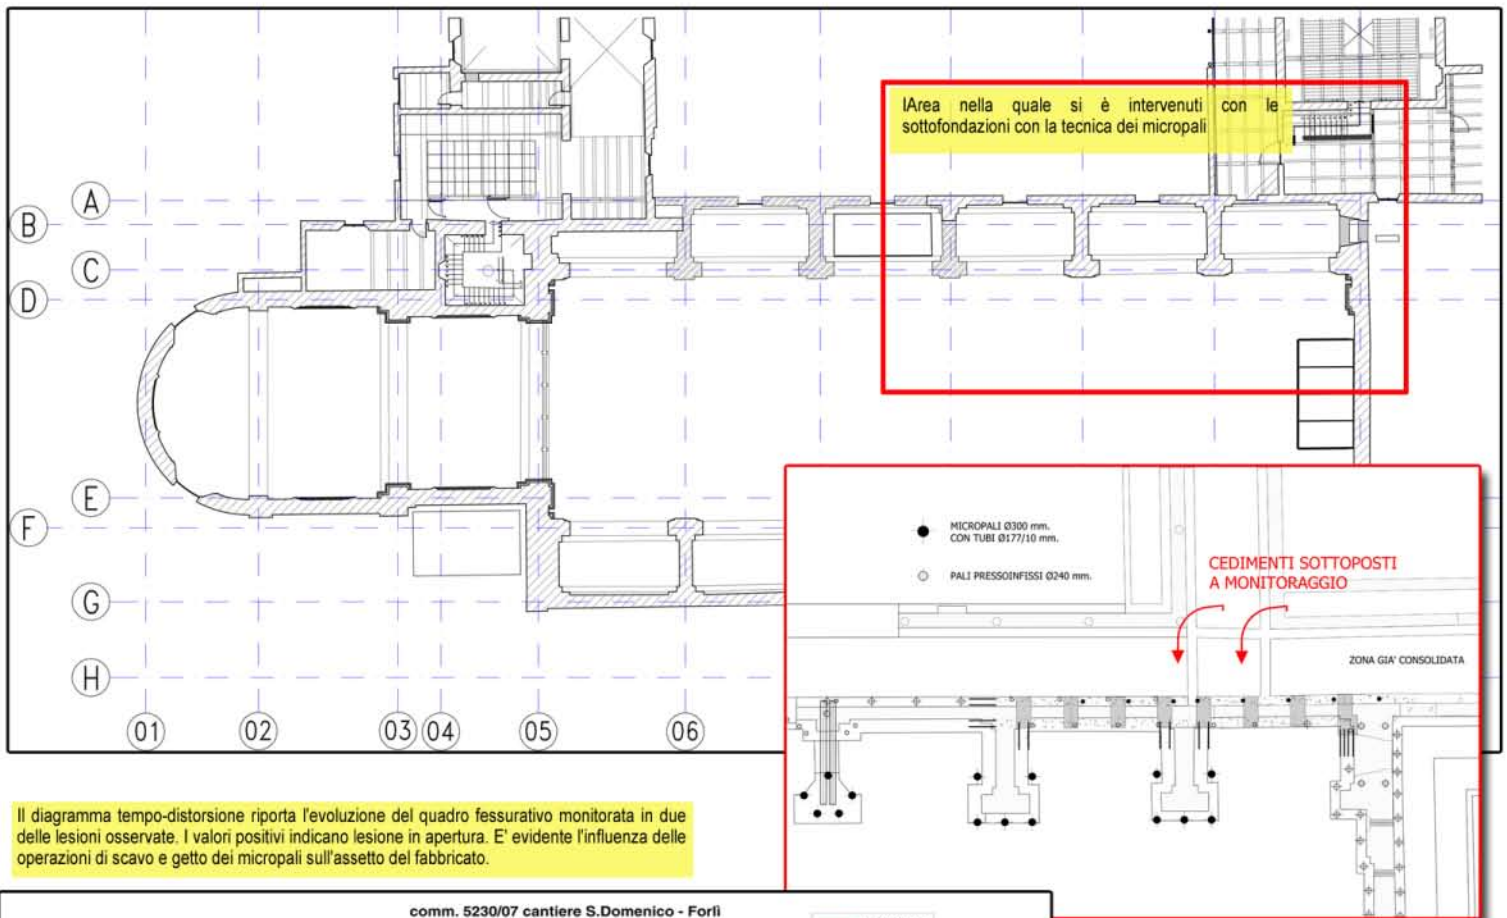 IArea nella quale si è intervenuti con le
sottofondazioni con la tecnica dei micropali
A
B
C
D
E
F
G
H
01
02
03
04
05
06
MICROPALI Ø300 mm.
CON TUBI Ø177/10 mm.
PALI PRESSOINFISSI Ø240 mm.
CEDIMENTI SOTTOPOSTI
A MONITORAGGIO
ZONA GIA' CONSOLIDATA
Il diagramma tempo-distorsione riporta l'evoluzione del quadro fessurativo monitorata in due
delle lesioni osservate. I valori positivi indicano lesione in apertura. E' evidente l'influenza delle
operazioni di scavo e getto dei micropali sull'assetto del fabbricato.
comm. 5230/07 cantiere S.Domenico - Forlì